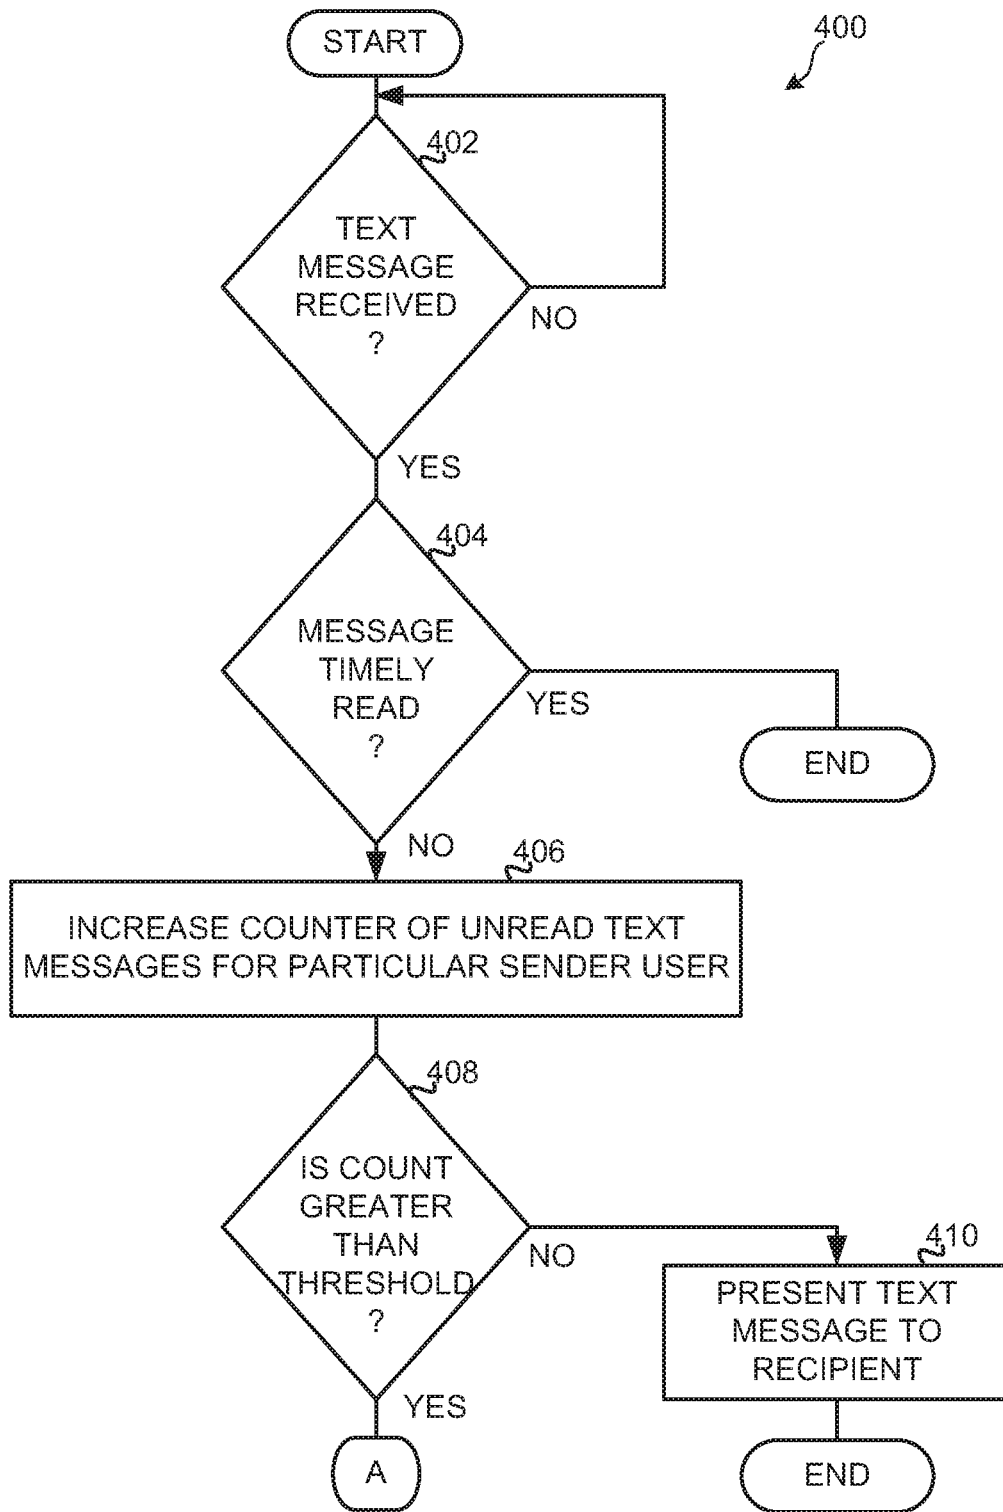 START
400
402
TEXT
MESSAGE
RECEIVED
?
NO
YES
404
MESSAGE
TIMELY
READ
?
YES
END
NO
406
INCREASE COUNTER OF UNREAD TEXT
MESSAGES FOR PARTICULAR SENDER USER
408
IS COUNT
GREATER
THAN
THRESHOLD
?
NO
410
PRESENT TEXT
MESSAGE TO
RECIPIENT
YES
A
END